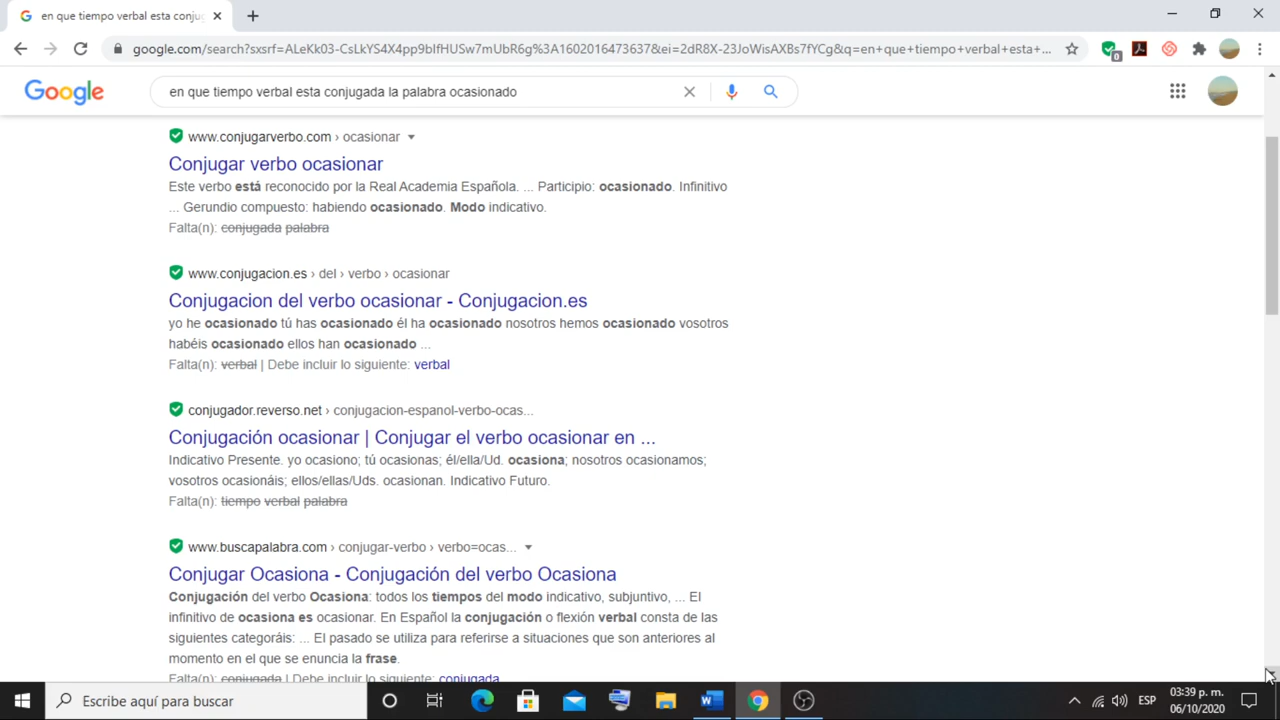 en que tiempo verbal esta conju
google.com/search?sxsrf=ALeKk03-CsLkYS4X4pp9bIfHUSw7mUbR6g%3A1602016473637&ei=2dR8X-23JoWisAXBs7fYCg&q=en+que+tiempo+verbal+esta+...
0
Google
en que tiempo verbal esta conjugada la palabra ocasionado
www.conjugarverbo.com › ocasionar
Conjugar verbo ocasionar
Este verbo está reconocido por la Real Academia Española. ... Participio: ocasionado. Infinitivo
... Gerundio compuesto: habiendo ocasionado. Modo indicativo.
Falta(n): conjugada palabra
www.conjugacion.es › del › verbo › ocasionar
Conjugacion del verbo ocasionar - Conjugacion.es
yo he ocasionado tú has ocasionado él ha ocasionado nosotros hemos ocasionado vosotros
habéis ocasionado ellos han ocasionado ...
Falta(n): verbal | Debe incluir lo siguiente: verbal
conjugador.reverso.net › conjugacion-espanol-verbo-ocas...
Conjugación ocasionar | Conjugar el verbo ocasionar en ...
Indicativo Presente. yo ocasiono; tú ocasionas; él/ella/Ud. ocasiona; nosotros ocasionamos;
vosotros ocasionáis; ellos/ellas/Uds. ocasionan. Indicativo Futuro.
Falta(n): tiempo verbal palabra
www.buscapalabra.com › conjugar-verbo › verbo=ocas...
Conjugar Ocasiona - Conjugación del verbo Ocasiona
Conjugación del verbo Ocasiona: todos los tiempos del modo indicativo, subjuntivo, ... El
infinitivo de ocasiona es ocasionar. En Español la conjugación o flexión verbal consta de las
siguientes categoráis: ... El pasado se utiliza para referirse a situaciones que son anteriores al
momento en el que se enuncia la frase.
Falta(n): conjugada | Debe incluir lo siguiente: conjugada
Escribe aquí para buscar
ESP
03:39 p. m.
06/10/2020